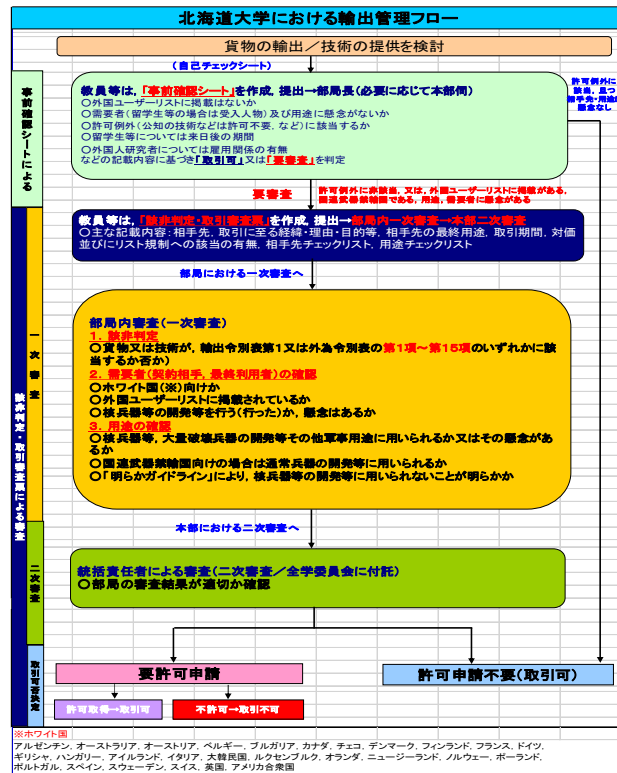 北海道大学における輸出管理フロー
貨物の輸出／技術の提供を検討
（自己チェックシート）
事前確認シートによる
教員等は，「事前確認シート」を作成，提出→部局長（必要に応じて本部伺）
○外国ユーザーリストに掲載はないか
○需要者（留学生等の場合は受入人物）及び用途に懸念がないか
○許可例外（公知の技術などは許可不要，など）に該当するか
○留学生等については来日後の期間
○外国人研究者については雇用関係の有無
などの記載内容に基づき「取引可」又は「要審査」を判定
許可例外に
該当，且つ
相手先・用途に
懸念なし
要審査
許可例外に非該当，又は，外国ユーザーリストに掲載がある，
国連武器禁輸国である，用途，需要者に懸念がある
該非判定・取引審査票による審査
教員等は，「該非判定・取引審査票」を作成，提出→部局内一次審査→本部二次審査
○主な記載内容：相手先，取引に至る経緯・理由・目的等，相手先の最終用途，取引期間，対価
並びにリスト規制への該当の有無，相手先チェックリスト，用途チェックリスト
部局における一次審査へ
一次審査
部局内審査（一次審査）
1．該非判定
○貨物又は技術が，輸出令別表第1又は外為令別表の第1項～第15項のいずれかに該
当するか否か）
2．需要者（契約相手，最終利用者）の確認
○ホワイト国（※）向けか
○外国ユーザーリストに掲載されているか
○核兵器等の開発等を行う（行った）か，懸念はあるか
3．用途の確認
○核兵器等，大量破壊兵器の開発等その他軍事用途に用いられるか又はその懸念があ
るか
○国連武器禁輸国向けの場合は通常兵器の開発等に用いられるか
○「明らかガイドライン」により，核兵器等の開発等に用いられないことが明らかか
本部における二次審査へ
二次審査
統括責任者による審査（二次審査／全学委員会に付託）
○部局の審査結果が適切か確認
取引可否決定
要許可申請
許可申請不要（取引可）
許可取得→取引可
不許可→取引不可
※ホワイト国
アルゼンチン，オーストラリア，オーストリア，ベルギー，ブルガリア，カナダ，チェコ，デンマーク，フィンランド，フランス，ドイツ，
ギリシャ，ハンガリー，アイルランド，イタリア，大韓民国，ルクセンブルク，オランダ，ニュージーランド，ノルウェー，ポーランド，
ポルトガル，スペイン，スウェーデン，スイス，英国，アメリカ合衆国